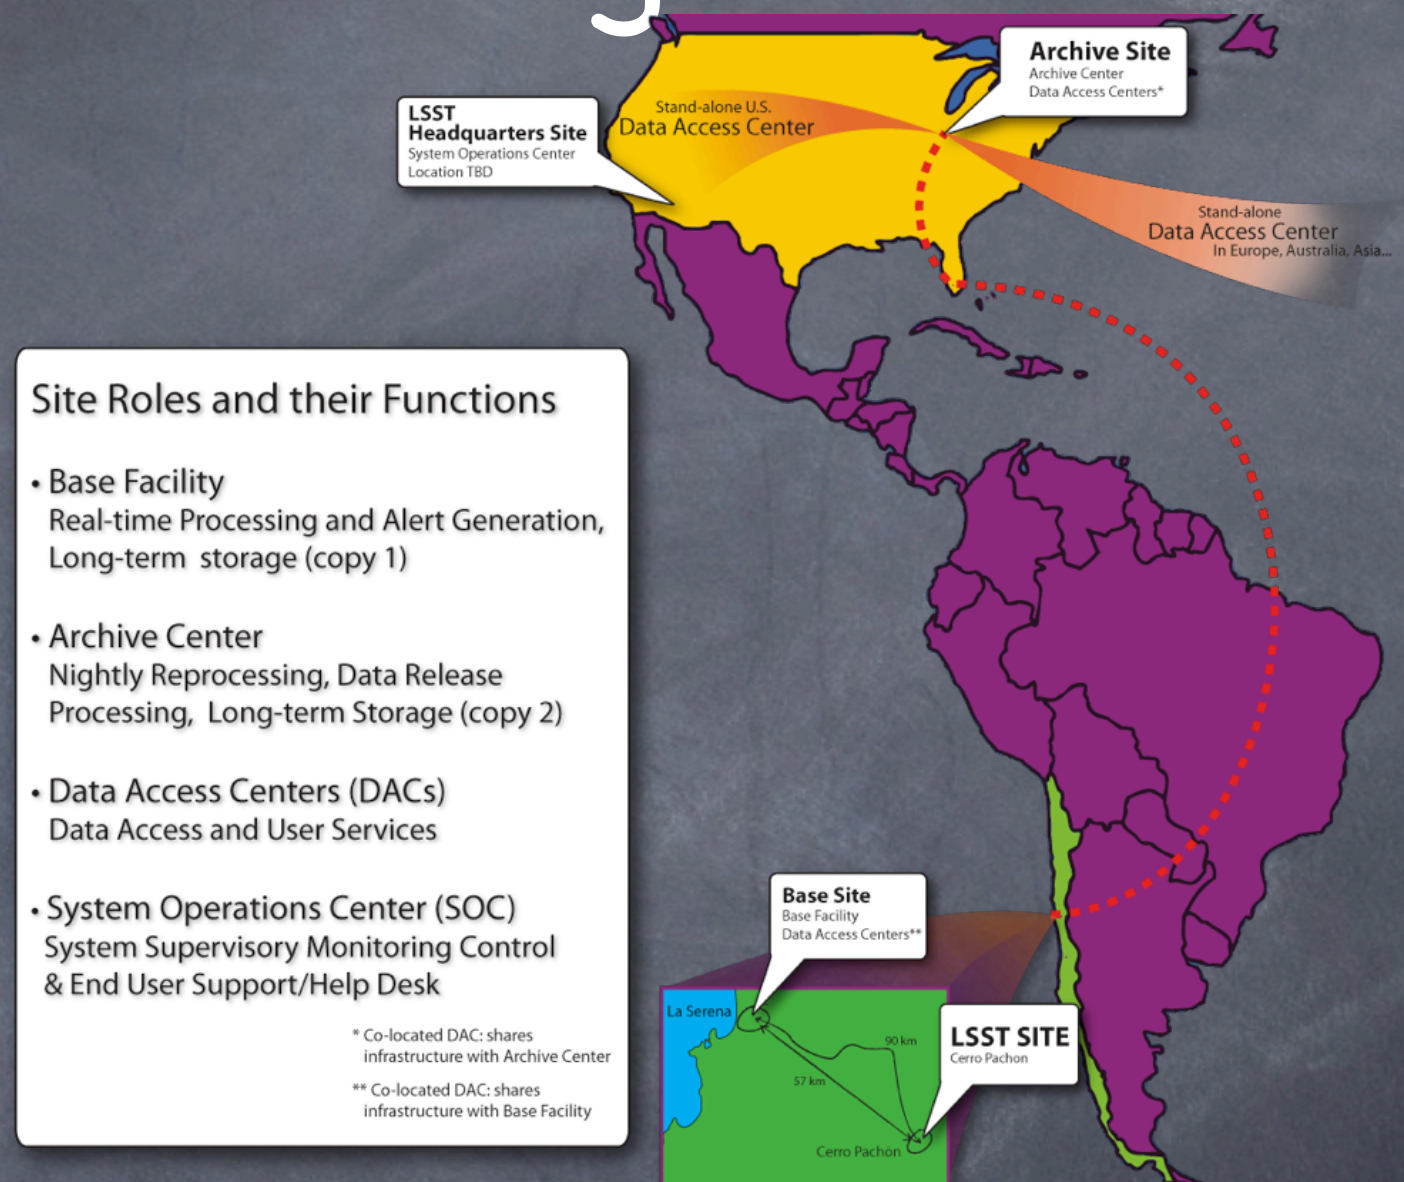 Archive Site
Archive Center
Data Access Centers*
LSST
Headquarters Site
System Operations Center
Location TBD
Stand-alone U.S.
Data Access Center
Stand-alone
Data Access Center
In Europe, Australia, Asia...
Site Roles and their Functions
• Base Facility
Real-time Processing and Alert Generation,
Long-term storage (copy 1)
• Archive Center
Nightly Reprocessing, Data Release
Processing, Long-term Storage (copy 2)
• Data Access Centers (DACs)
Data Access and User Services
• System Operations Center (SOC)
System Supervisory Monitoring Control
& End User Support/Help Desk
* Co-located DAC: shares
infrastructure with Archive Center
** Co-located DAC: shares
infrastructure with Base Facility
Base Site
Base Facility
Data Access Centers**
La Serena
90 km
57 km
LSST SITE
Cerro Pachon
Cerro Pachón